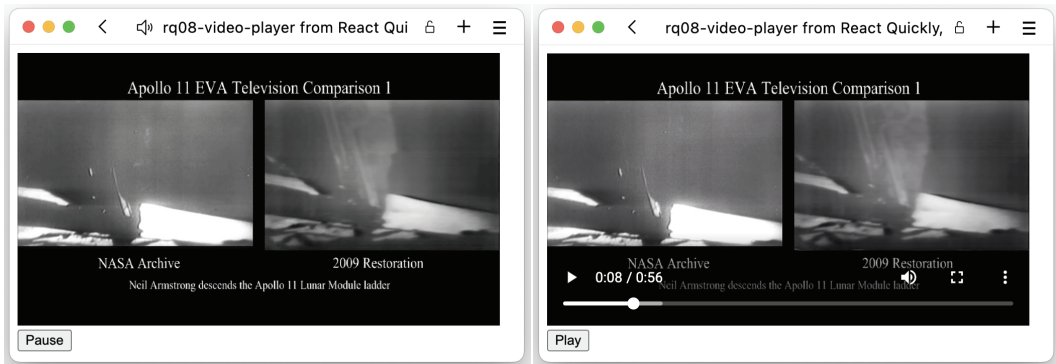 rq08-video-player from React Qui
Apollo 11 EVA Television Comparison 1
NASA Archive
2009 Restoration
Neil Armstrong descends the Apollo 11 Lunar Module ladder
Pause
rq08-video-player from React Quickly,
Apollo 11 EVA Television Comparison 1
NASA Archive
2009 Restoration
0:08 / 0:56
Neil Armstrong descends the Apollo 11 Lunar Module ladder
Play